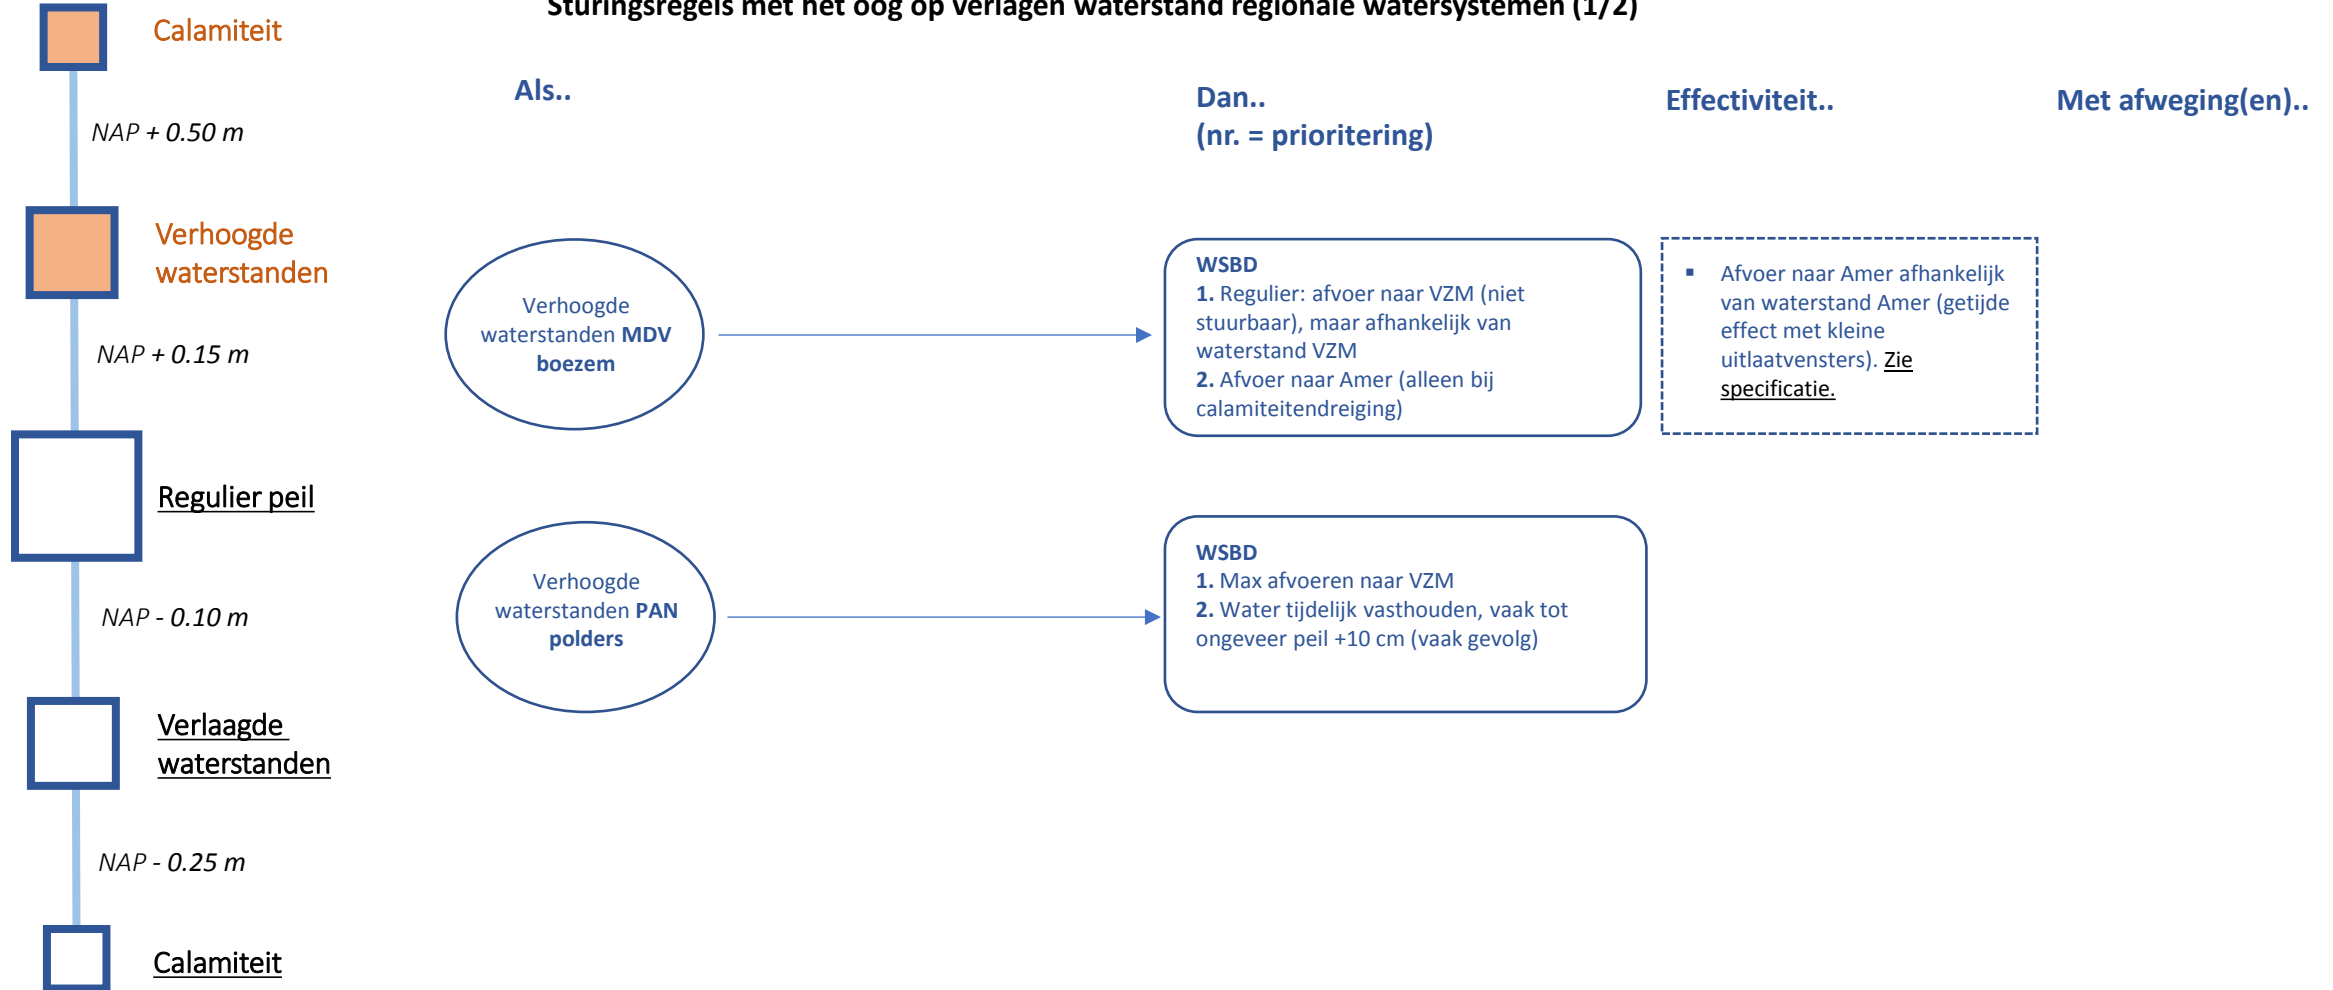 Sturingsregels met het oog op verlagen waterstand regionale watersystemen (1/2)
Calamiteit
NAP + 0.50 m
Verhoogde
waterstanden
NAP + 0.15 m
Regulier peil
NAP - 0.10 m
Verlaagde
waterstanden
NAP - 0.25 m
Calamiteit
Als..
Dan..
(nr. = prioritering)
Effectiviteit..
Met afweging(en)..
Verhoogde
waterstanden MDV
boezem
WSBD
1. Regulier: afvoer naar VZM (niet
stuurbaar), maar afhankelijk van
waterstand VZM
2. Afvoer naar Amer (alleen bij
calamiteitendreiging)
▪ Afvoer naar Amer afhankelijk
van waterstand Amer (getijde
effect met kleine
uitlaatvensters). Zie
specificatie.
Verhoogde
waterstanden PAN
polders
WSBD
1. Max afvoeren naar VZM
2. Water tijdelijk vasthouden, vaak tot
ongeveer peil +10 cm (vaak gevolg)